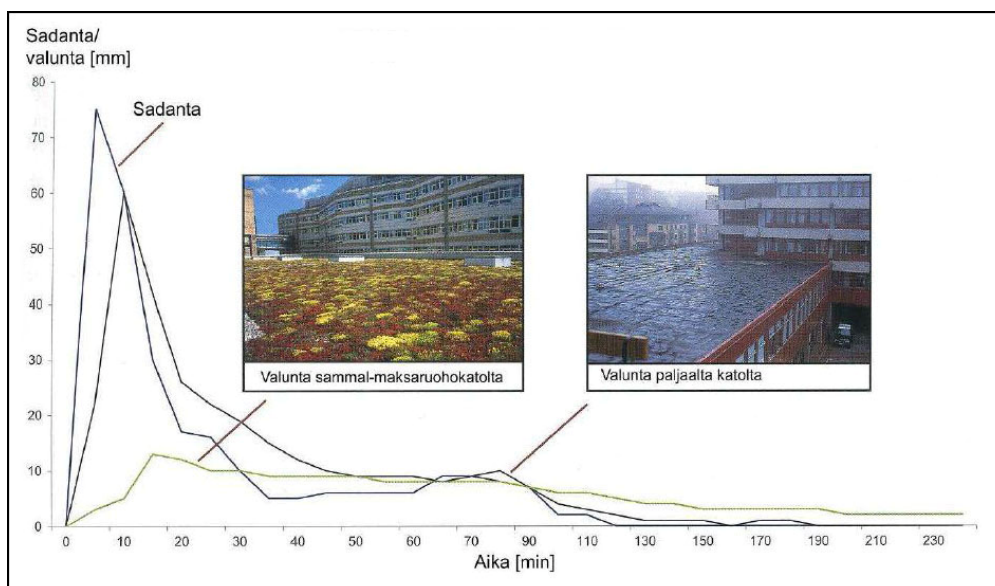 Sadanta/
valunta [mm]
80
70
60
50
40
30
20
10
0
Sadanta
Valunta sammal-maksaruohokatolta
Valunta paljaalta katolta
0 10 20 30 40 50 60 70 80 90 110 130 150 170 190 210 230
Aika [min]